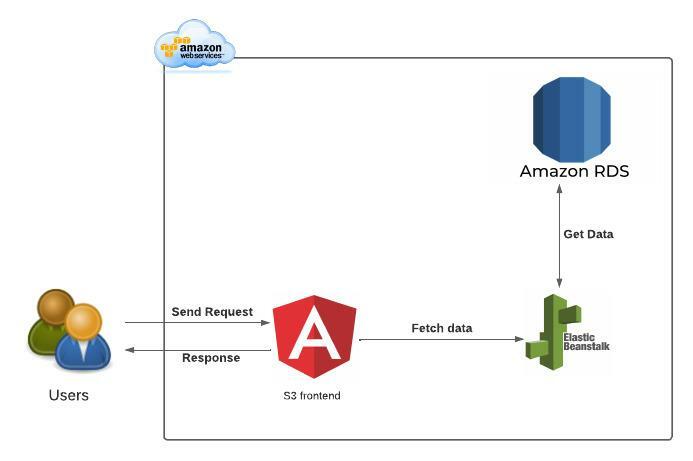 amazon
webservices™
Amazon RDS
Get Data
Send Request
Fetch data
Response
Elastic
Beanstalk
A
Users
S3 frontend